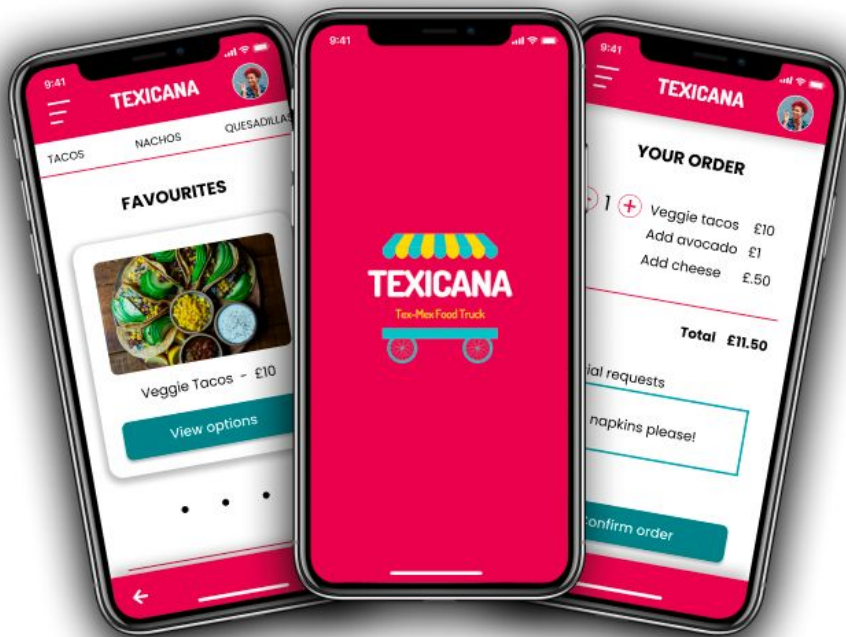 9:41
TEXICANA
TACOS NACHOS QUESADILLAS
FAVOURITES
Veggie Tacos - £10
View options
9:41
TEXICANA
Tex-Mex Food Truck
9:41
TEXICANA
YOUR ORDER
1 + Veggie tacos £10
Add avocado £1
Add cheese £.50
Total £11.50
ial requests
napkins please!
onfirm order